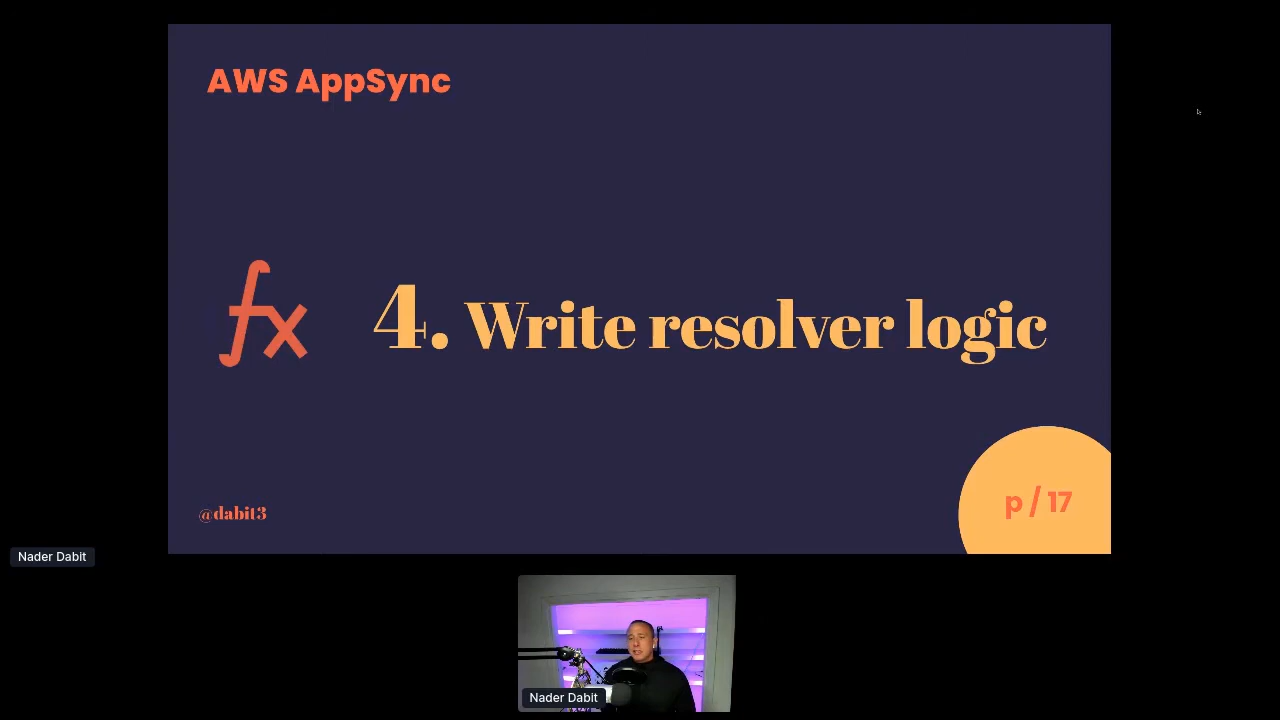 AWS AppSync
fx 4. Write resolver logic
@dabit3
p / 17
Nader Dabit
Nader Dabit